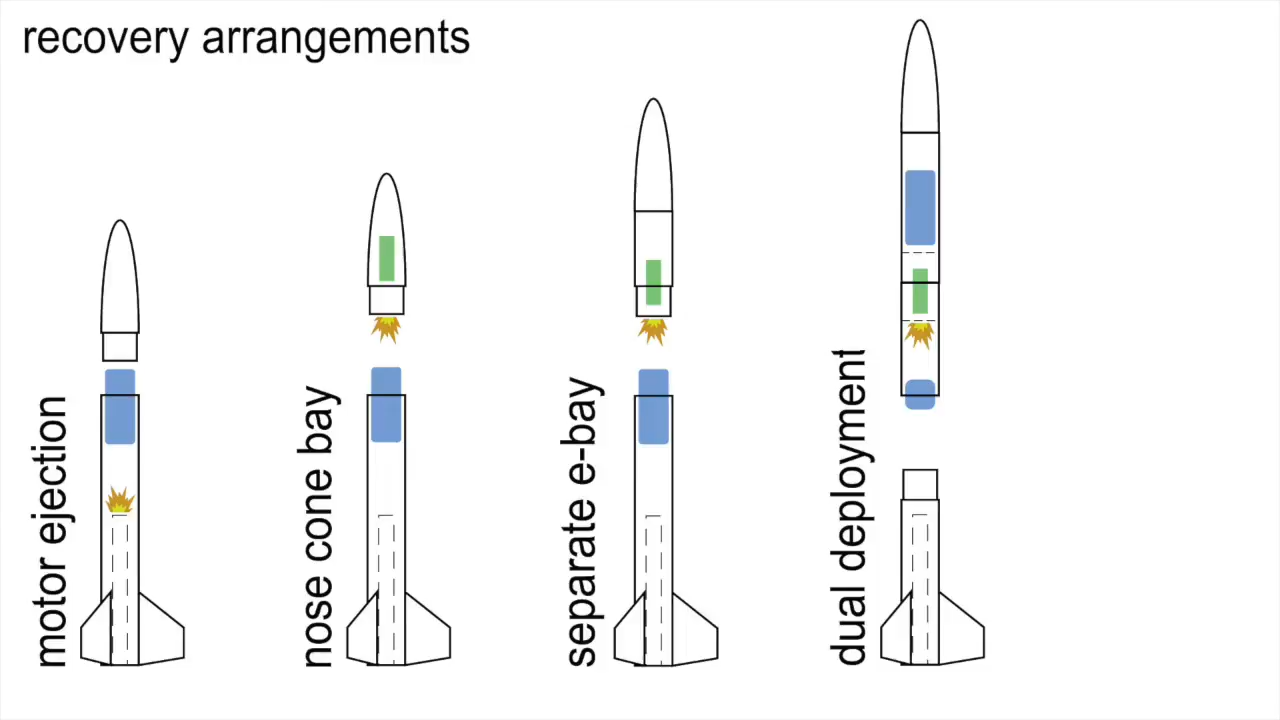 recovery arrangements
motor ejection
nose cone bay
separate e-bay
dual deployment